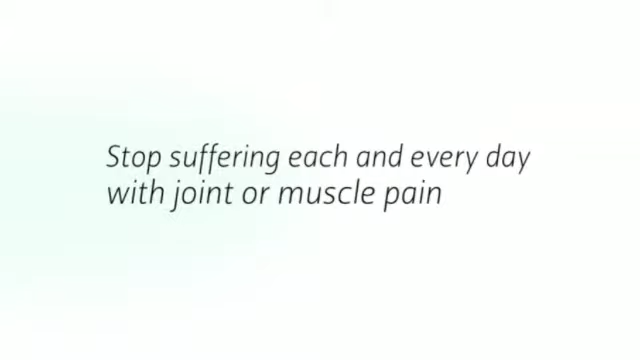 Stop suffering each and every day
with joint or muscle pain